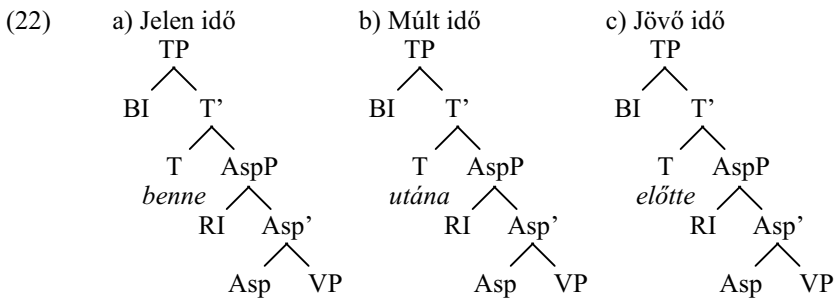 (22) a) Jelen idő b) Múlt idő c) Jövő idő
TP TP TP
BI T’ BI T’ BI T’
T AspP T AspP T AspP
benne utána előtte
RI Asp’ RI Asp’ RI Asp’
Asp VP Asp VP Asp VP